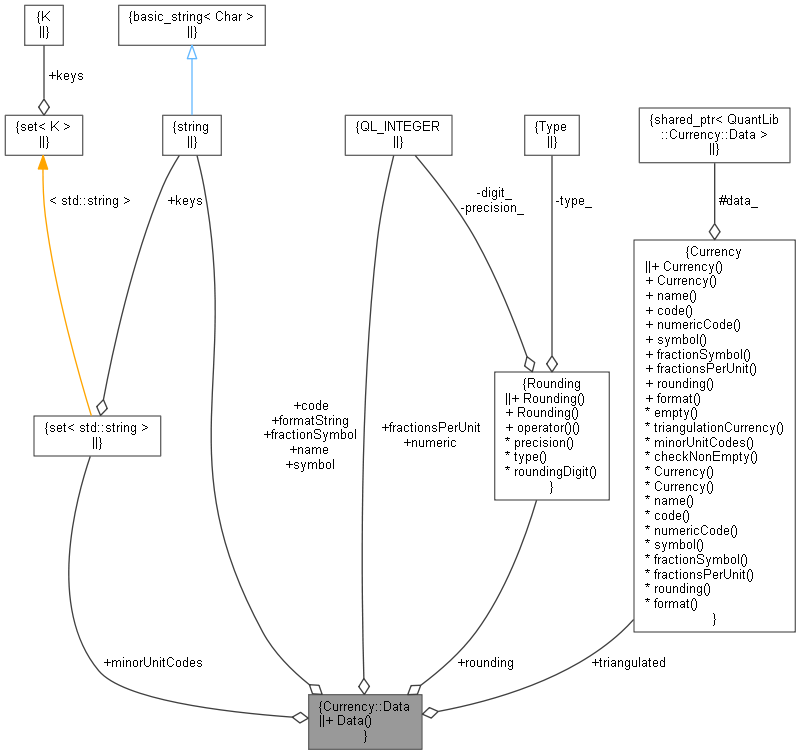 {K
||}
{basic_string< Char >
||}
+keys
{set< K >
||}
{string
||}
{QL_INTEGER
||}
{Type
||}
{shared_ptr< QuantLib
::Currency::Data >
||}
< std::string >
+keys
-digit_
-precision_
-type_
#data_
{Currency
||+ Currency()
+ Currency()
+ name()
+ code()
+ numericCode()
+ symbol()
+ fractionSymbol()
+ fractionsPerUnit()
+ rounding()
+ format()
* empty()
* triangulationCurrency()
* minorUnitCodes()
* checkNonEmpty()
* Currency()
* Currency()
* name()
* code()
* numericCode()
* symbol()
* fractionSymbol()
* fractionsPerUnit()
* rounding()
* format()
}
{Rounding
||+ Rounding()
+ Rounding()
+ operator()()
* precision()
* type()
* roundingDigit()
}
{set< std::string >
||}
+code
+formatString
+fractionSymbol
+name
+symbol
+fractionsPerUnit
+numeric
+minorUnitCodes
+rounding
+triangulated
{Currency::Data
||+ Data()
}